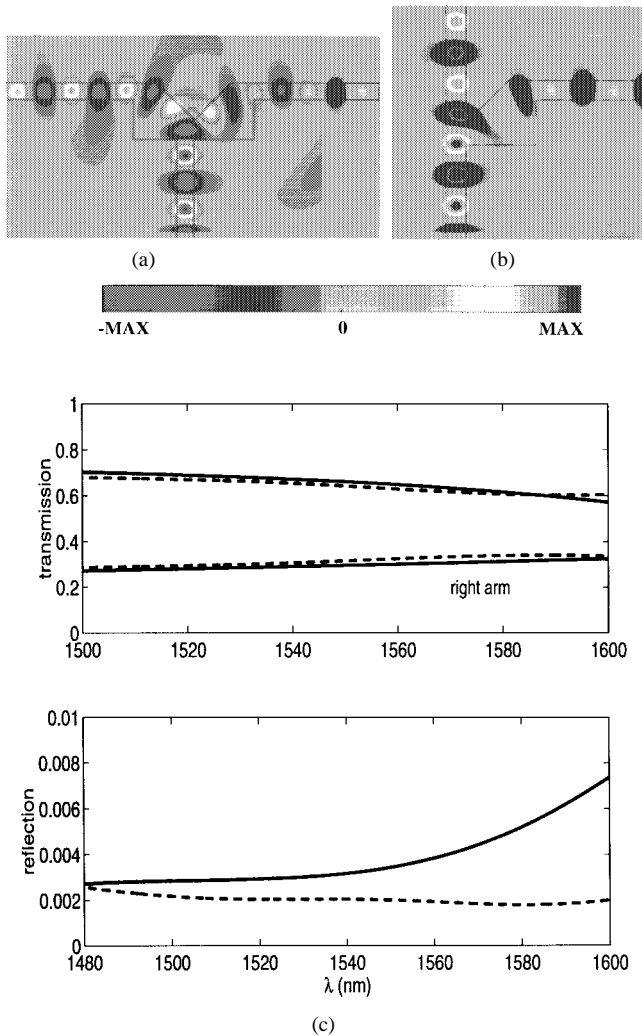 (a)
(b)
-MAX 0 MAX
1
0.8
0.6
0.4
0.2
0
transmission
right arm
1500 1520 1540 1560 1580 1600
0.01
0.008
0.006
0.004
0.002
0
reflection
1480 1500 1520 1540 1560 1580 1600
λ (nm)
(c)